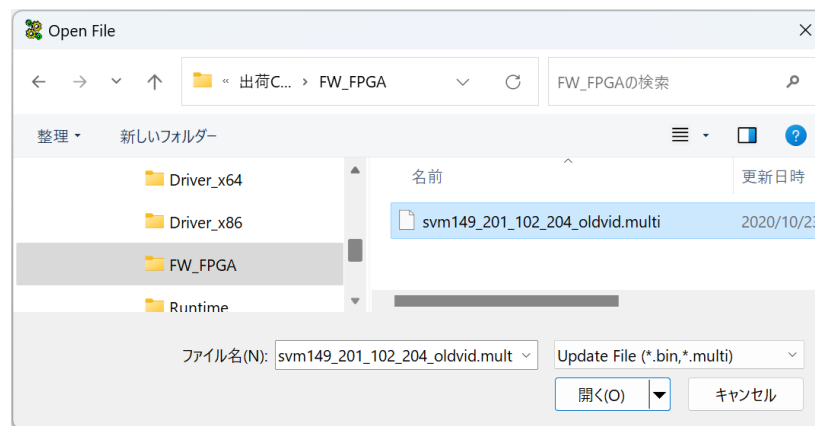 Open File
« 出荷C... › FW_FPGA
FW_FPGAの検索
整理
新しいフォルダー
Driver_x64
Driver_x86
FW_FPGA
Runtime
名前
更新日時
svm149_201_102_204_oldvid.multi
2020/10/23
ファイル名(N):
svm149_201_102_204_oldvid.mult
Update File (*.bin,*.multi)
開く(O)
キャンセル